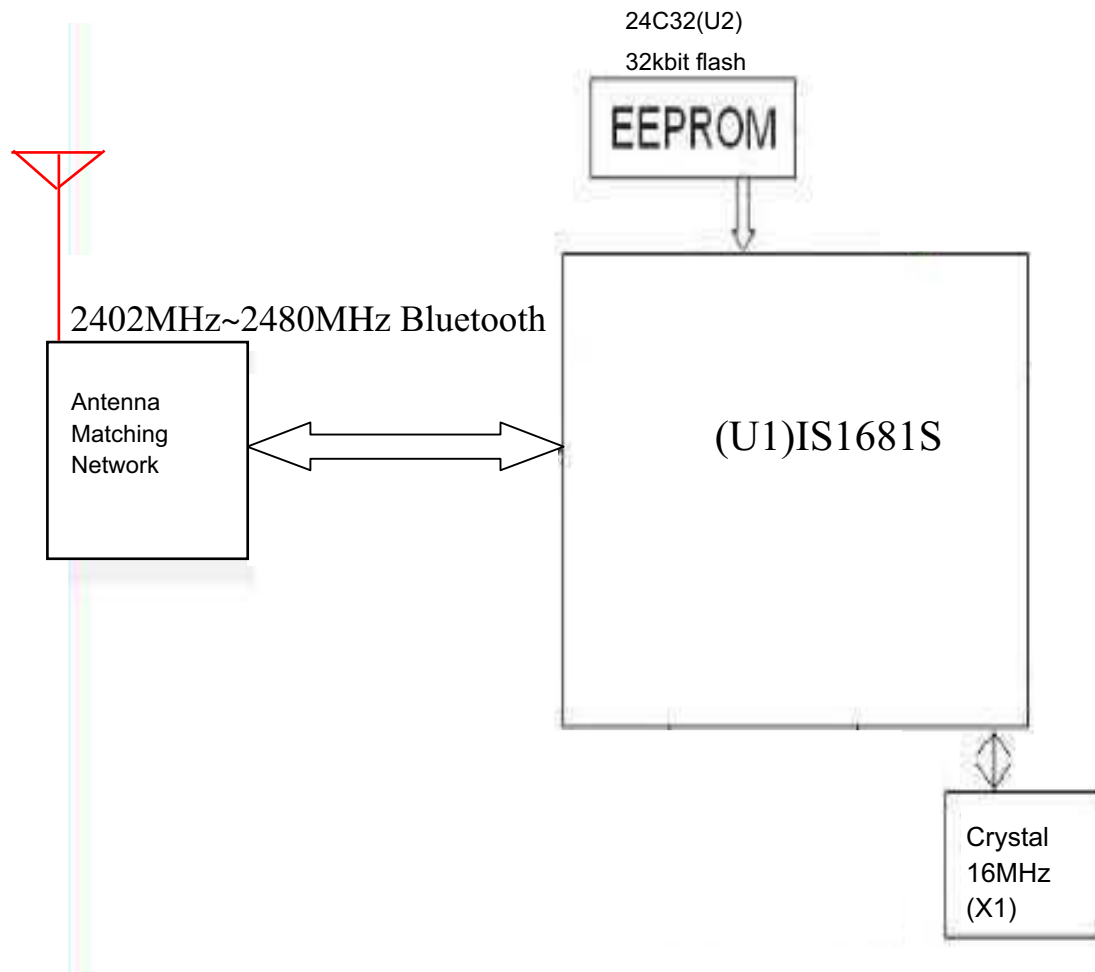 24C32(U2)
32kbit flash
EEPROM
2402MHz~2480MHz Bluetooth
Antenna
Matching
Network
(U1)IS1681S
Crystal
16MHz
(X1)